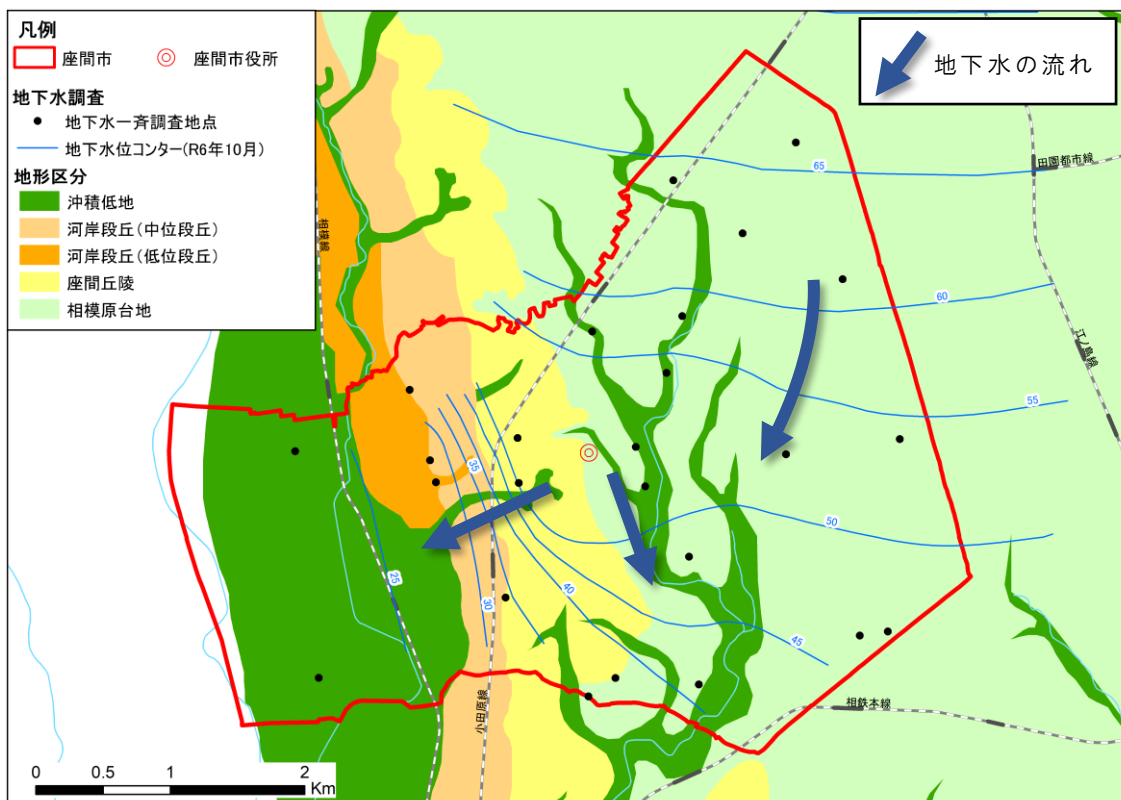 凡例
座間市
座間市役所
地下水調査
地下水一斉調査地点
地下水位コンター(R6年10月)
地形区分
沖積低地
河岸段丘(中位段丘)
河岸段丘(低位段丘)
座間丘陵
相模原台地
地下水の流れ
田園都市線
65
相模線
60
江ノ島線
55
35
50
25
40
30
45
小田原線
相鉄本線
0 0.5 1 2
Km